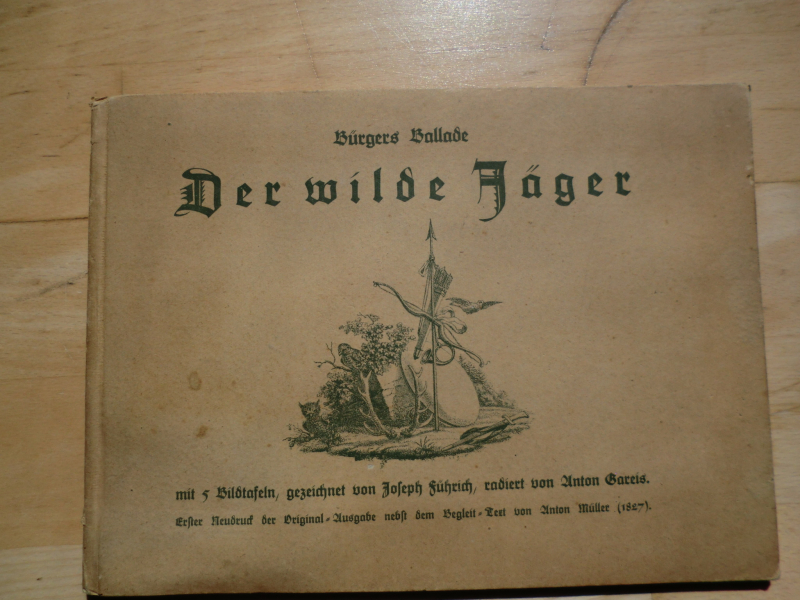 Bürgers Ballade
Der wilde Jäger
mit 5 Bildtafeln, gezeichnet von Joseph Führich, radiert von Anton Gareis.
Erster Neudruck der Original-Ausgabe nebst dem Begleit-Text von Anton Müller (1827).